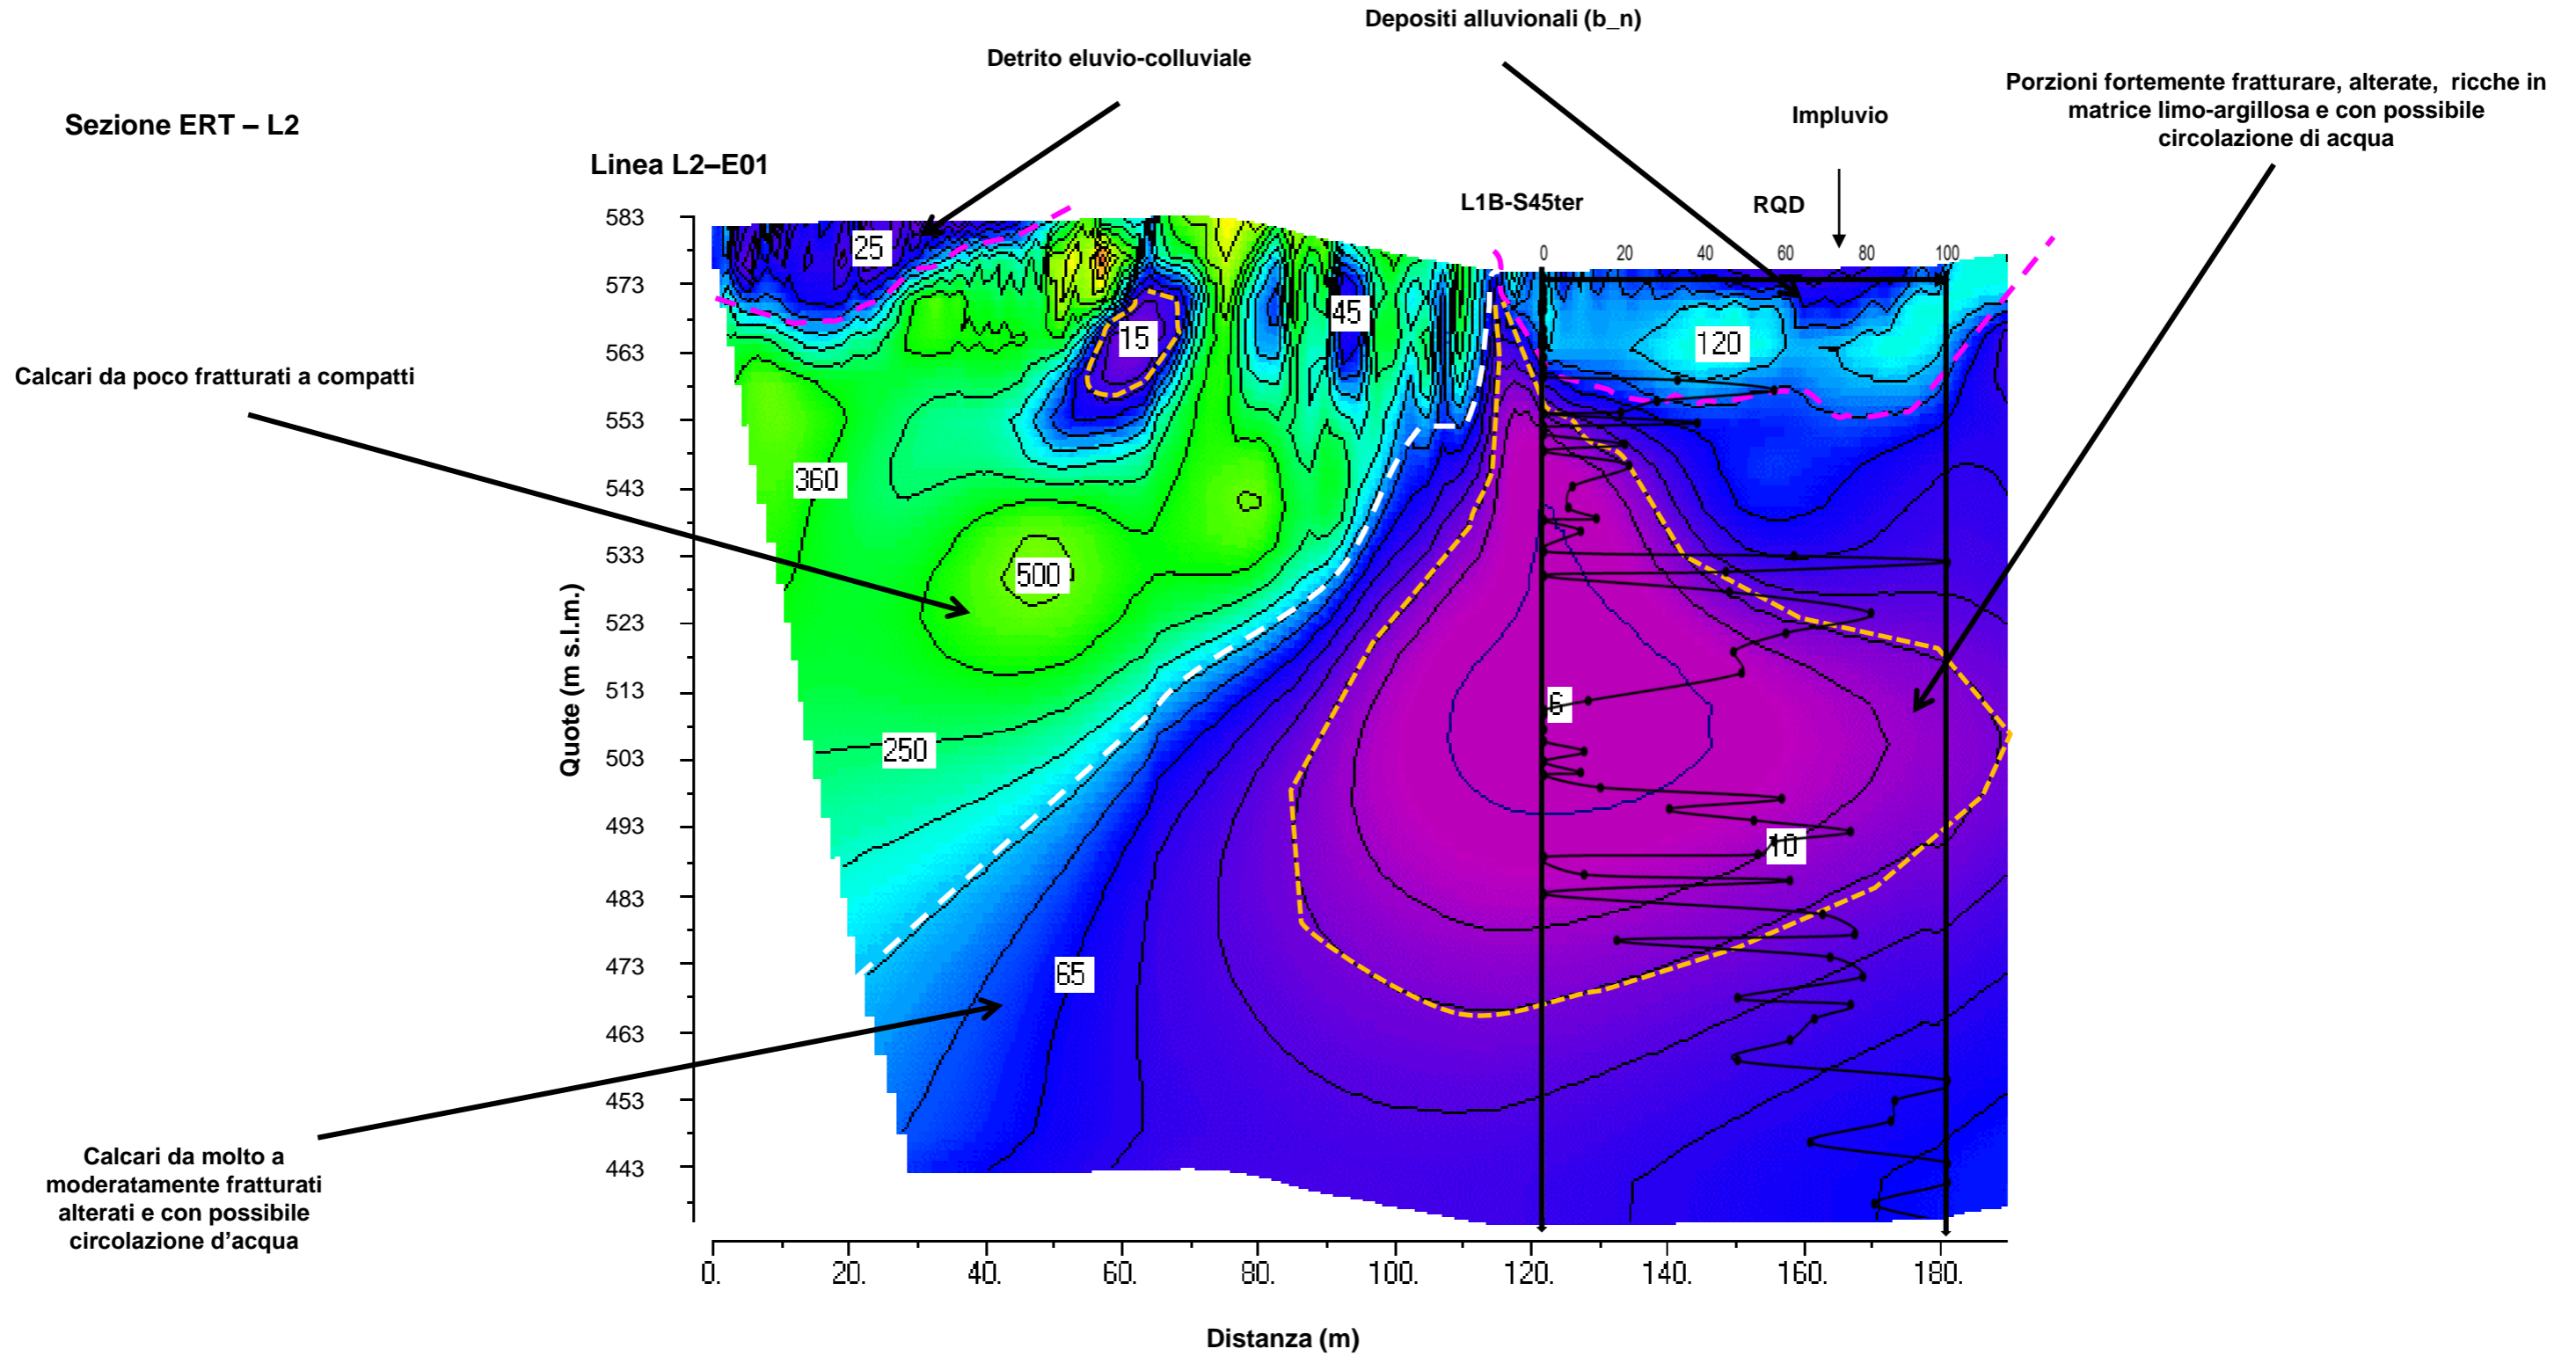 Depositi alluvionali (b_n)
Detrito eluvio-colluviale
Porzioni fortemente fratturare, alterate, ricche in
matrice limo-argillosa e con possibile
circolazione di acqua
Impluvio
Sezione ERT – L2
Linea L2–E01
L1B-S45ter
RQD
0 20 40 60 80 100
583
573
563
553
543
533
523
513
503
493
483
473
463
453
443
Quote (m s.l.m.)
25
15
45
120
360
500
6
250
10
65
Calcari da poco fratturati a compatti
Calcari da molto a
moderatamente fratturati
alterati e con possibile
circolazione d’acqua
0. 20. 40. 60. 80. 100. 120. 140. 160. 180.
Distanza (m)